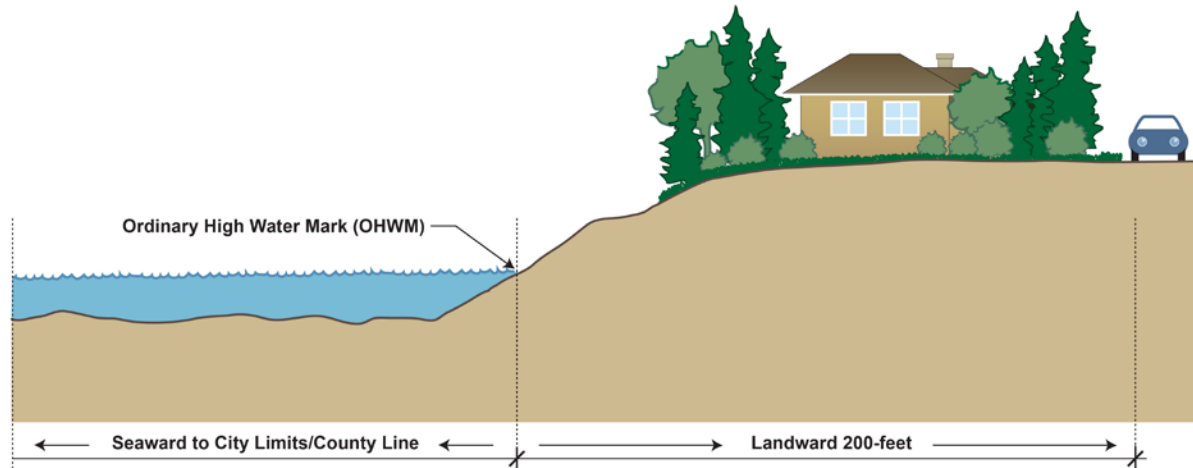 Ordinary High Water Mark (OHWM)
Seaward to City Limits/County Line
Landward 200-feet